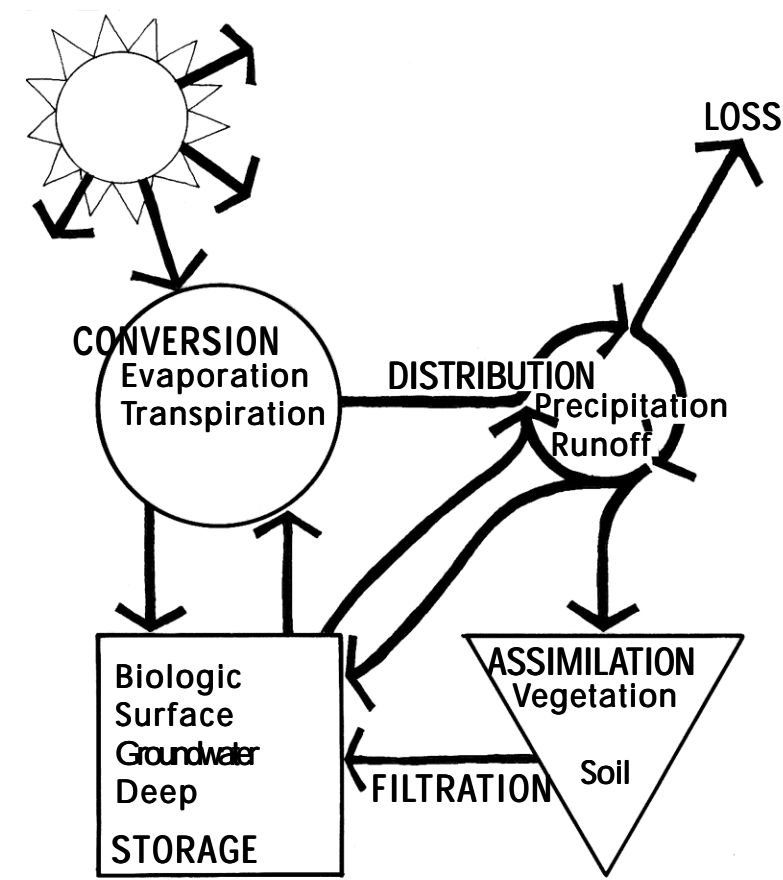 LOSS
CONVERSION
Evaporation
Transpiration
DISTRIBUTION
Precipitation
Runoff
Biologic
Surface
Groundwater
Deep
STORAGE
ASSIMILATION
Vegetation
Soil
FILTRATION